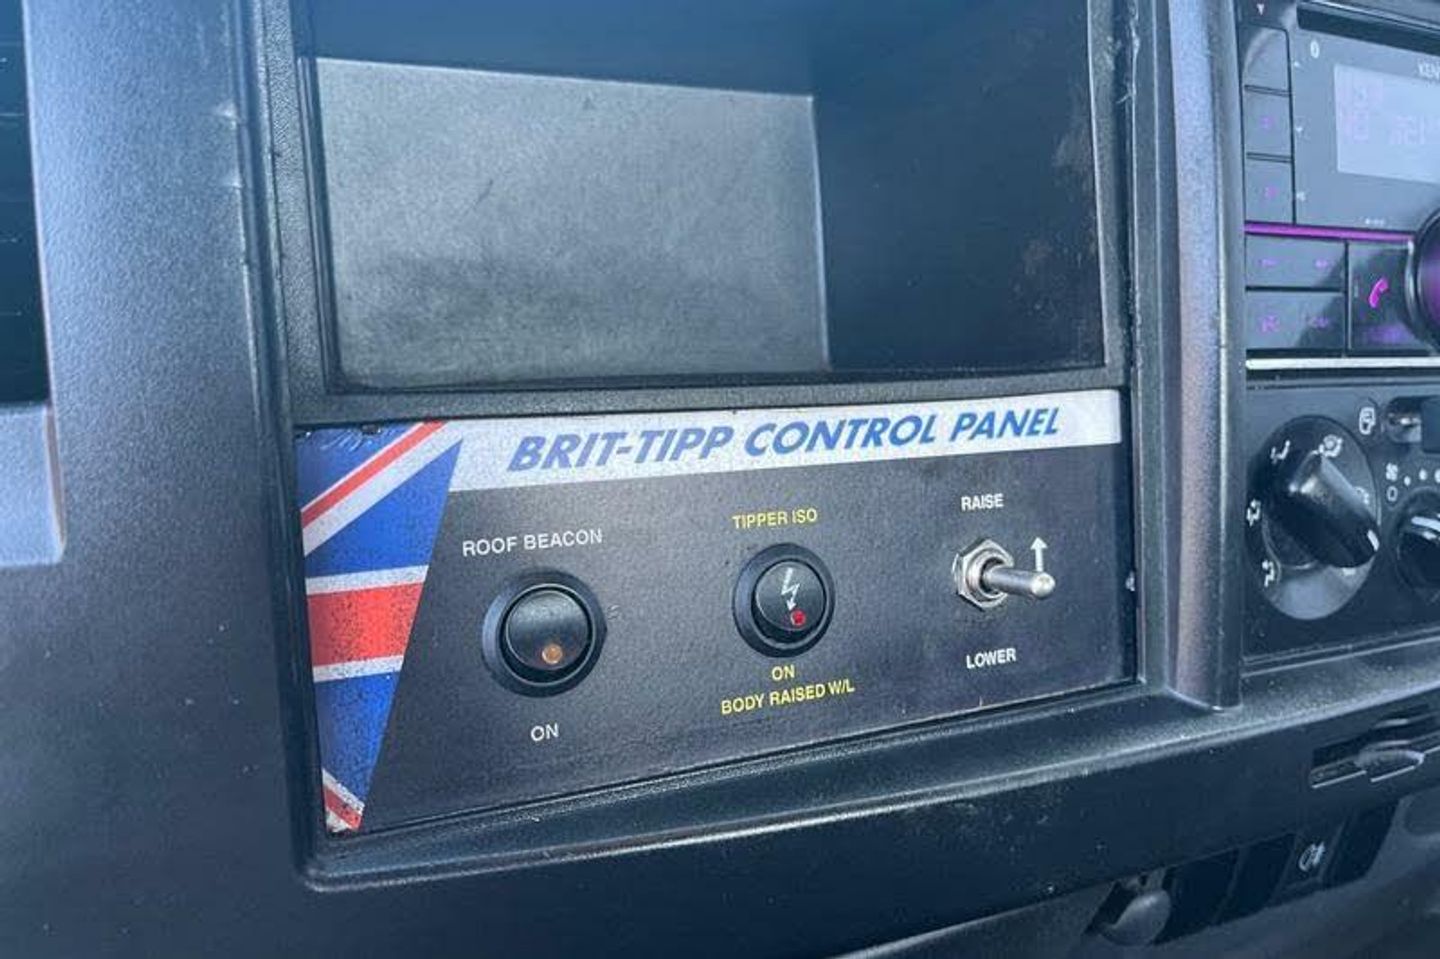 BRIT-TIPP CONTROL PANEL
ROOF BEACON
ON
TIPPER ISO
ON
BODY RAISED W/L
RAISE
LOWER